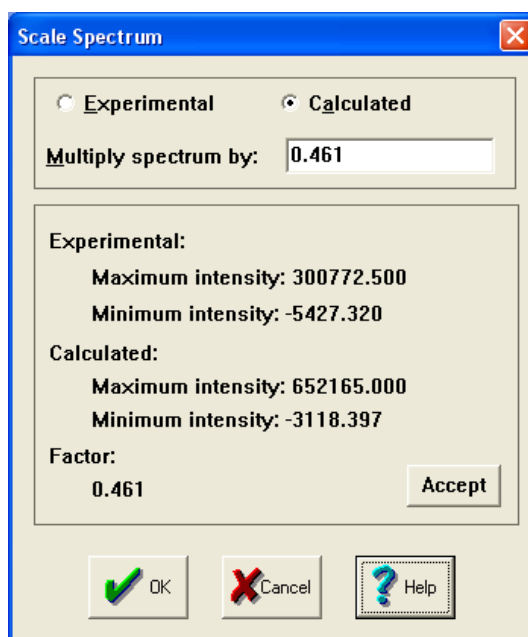 Scale Spectrum
Experimental Calculated
Multiply spectrum by: 0.461
Experimental:
Maximum intensity: 300772.500
Minimum intensity: -5427.320
Calculated:
Maximum intensity: 652165.000
Minimum intensity: -3118.397
Factor:
0.461
Accept
OK Cancel Help